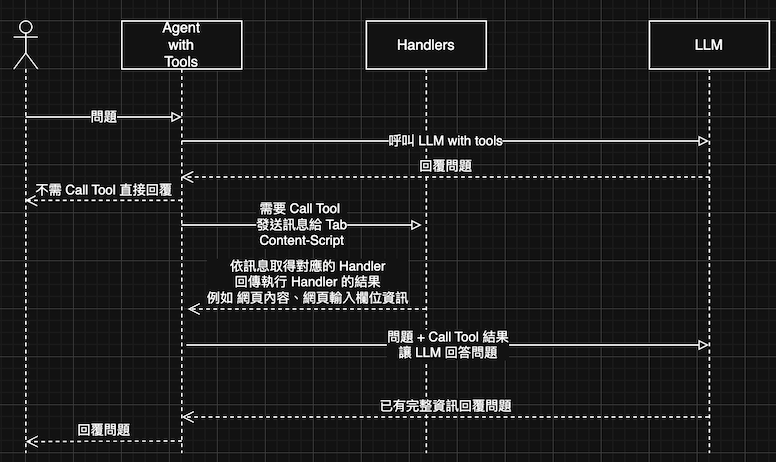 Agent
with
Tools
Handlers
LLM
問題
呼叫 LLM with tools
回覆問題
不需 Call Tool 直接回覆
需要 Call Tool
發送訊息給 Tab
Content-Script
依訊息取得對應的 Handler
回傳執行 Handler 的結果
例如 網頁內容、網頁輸入欄位資訊
問題 + Call Tool 結果
讓 LLM 回答問題
已有完整資訊回覆問題
回覆問題